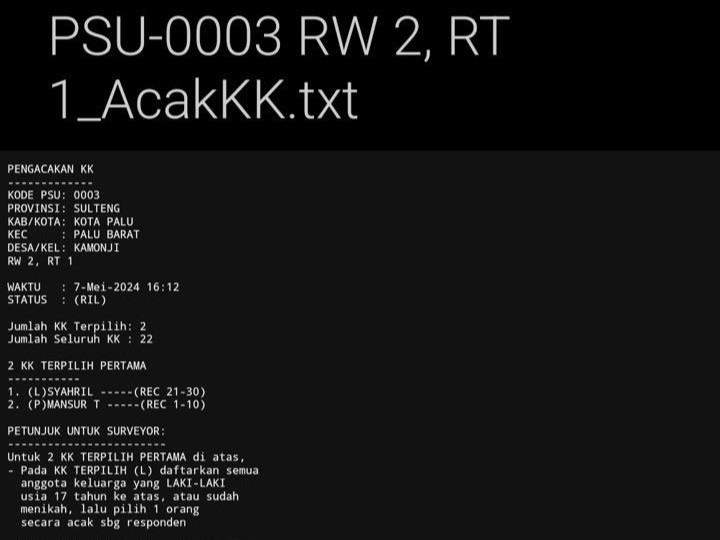 PSU-0003 RW 2, RT
1_AcakKK.txt
PENGACAKAN KK
-------------
KODE PSU: 0003
PROVINSI: SULTENG
KAB/KOTA: KOTA PALU
KEC     : PALU BARAT
DESA/KEL: KAMONJI
RW 2, RT 1
WAKTU   : 7-Mei-2024 16:12
STATUS  : (RIL)
Jumlah KK Terpilih: 2
Jumlah Seluruh KK : 22
2 KK TERPILIH PERTAMA
-----------
1. (L)SYAHRIL -----(REC 21-30)
2. (P)MANSUR T -----(REC 1-10)
PETUNJUK UNTUK SURVEYOR:
------------------------
Untuk 2 KK TERPILIH PERTAMA di atas,
- Pada KK TERPILIH (L) daftarkan semua
anggota keluarga yang LAKI-LAKI
usia 17 tahun ke atas, atau sudah
menikah, lalu pilih 1 orang
secara acak sbg responden